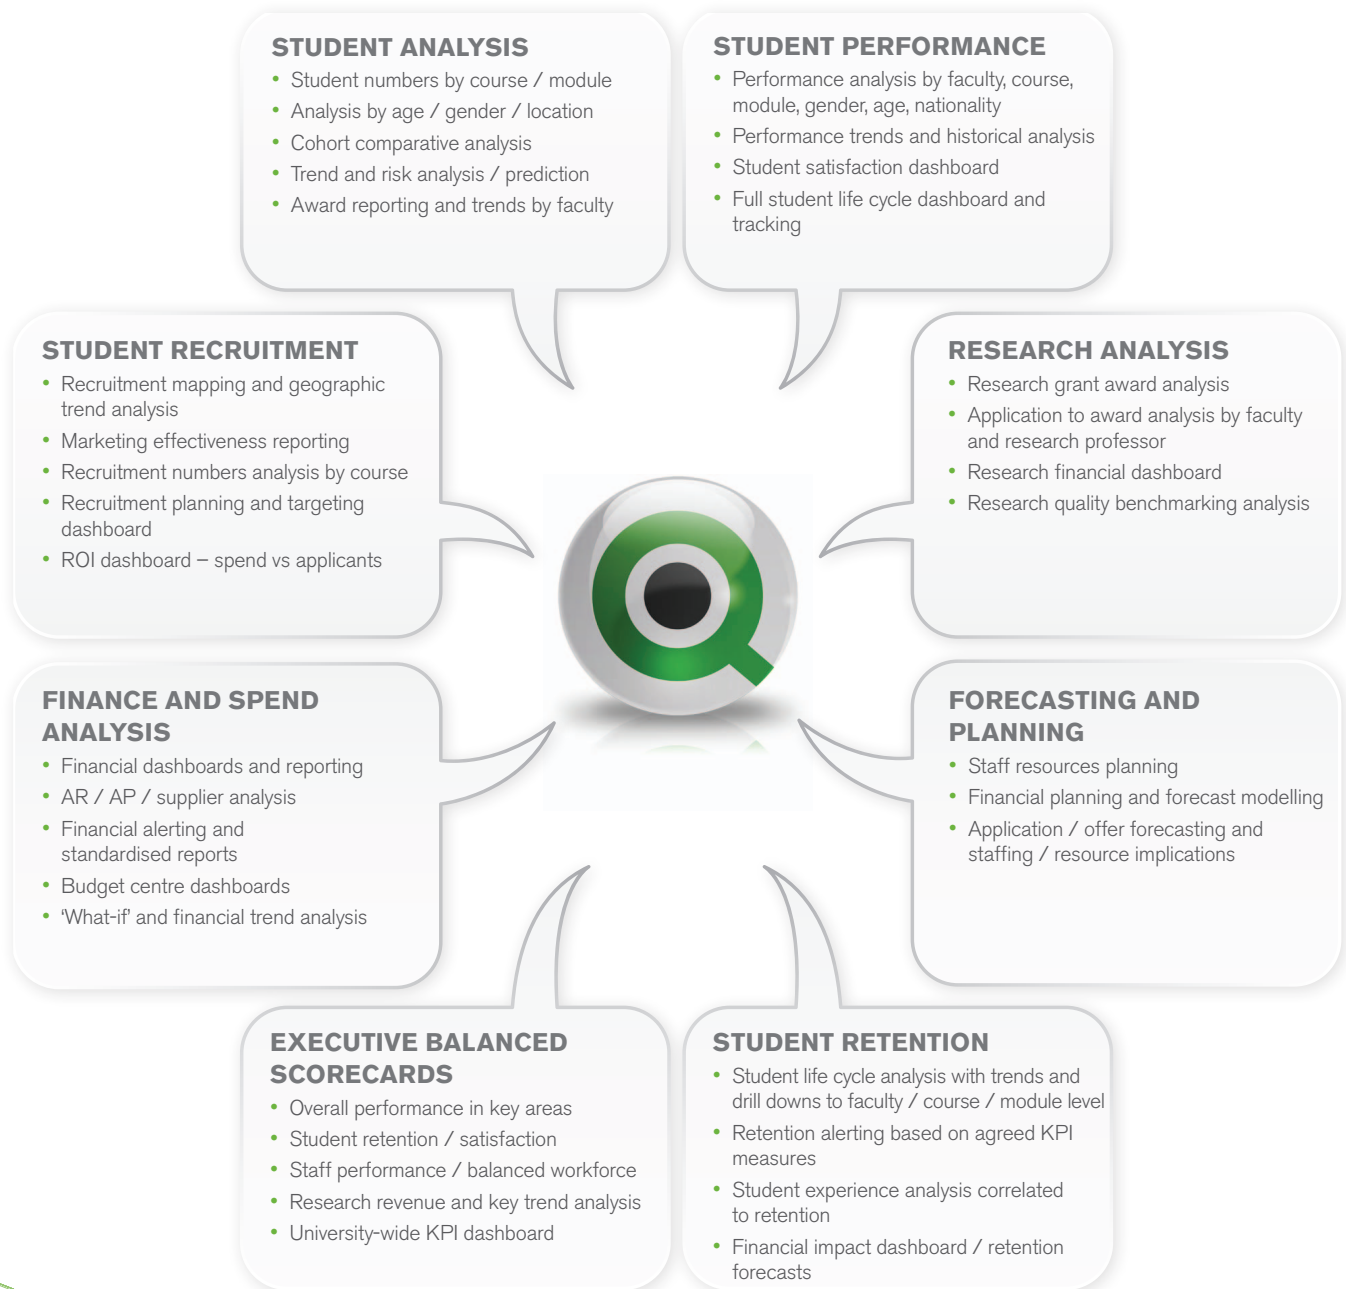 STUDENT ANALYSIS
• Student numbers by course / module
• Analysis by age / gender / location
• Cohort comparative analysis
• Trend and risk analysis / prediction
• Award reporting and trends by faculty
STUDENT PERFORMANCE
• Performance analysis by faculty, course,
module, gender, age, nationality
• Performance trends and historical analysis
• Student satisfaction dashboard
• Full student life cycle dashboard and
tracking
STUDENT RECRUITMENT
• Recruitment mapping and geographic
trend analysis
• Marketing effectiveness reporting
• Recruitment numbers analysis by course
• Recruitment planning and targeting
dashboard
• ROI dashboard – spend vs applicants
RESEARCH ANALYSIS
• Research grant award analysis
• Application to award analysis by faculty
and research professor
• Research financial dashboard
• Research quality benchmarking analysis
FINANCE AND SPEND
ANALYSIS
• Financial dashboards and reporting
• AR / AP / supplier analysis
• Financial alerting and
standardised reports
• Budget centre dashboards
• ‘What-if’ and financial trend analysis
FORECASTING AND
PLANNING
• Staff resources planning
• Financial planning and forecast modelling
• Application / offer forecasting and
staffing / resource implications
EXECUTIVE BALANCED
SCORECARDS
• Overall performance in key areas
• Student retention / satisfaction
• Staff performance / balanced workforce
• Research revenue and key trend analysis
• University-wide KPI dashboard
STUDENT RETENTION
• Student life cycle analysis with trends and
drill downs to faculty / course / module level
• Retention alerting based on agreed KPI
measures
• Student experience analysis correlated
to retention
• Financial impact dashboard / retention
forecasts